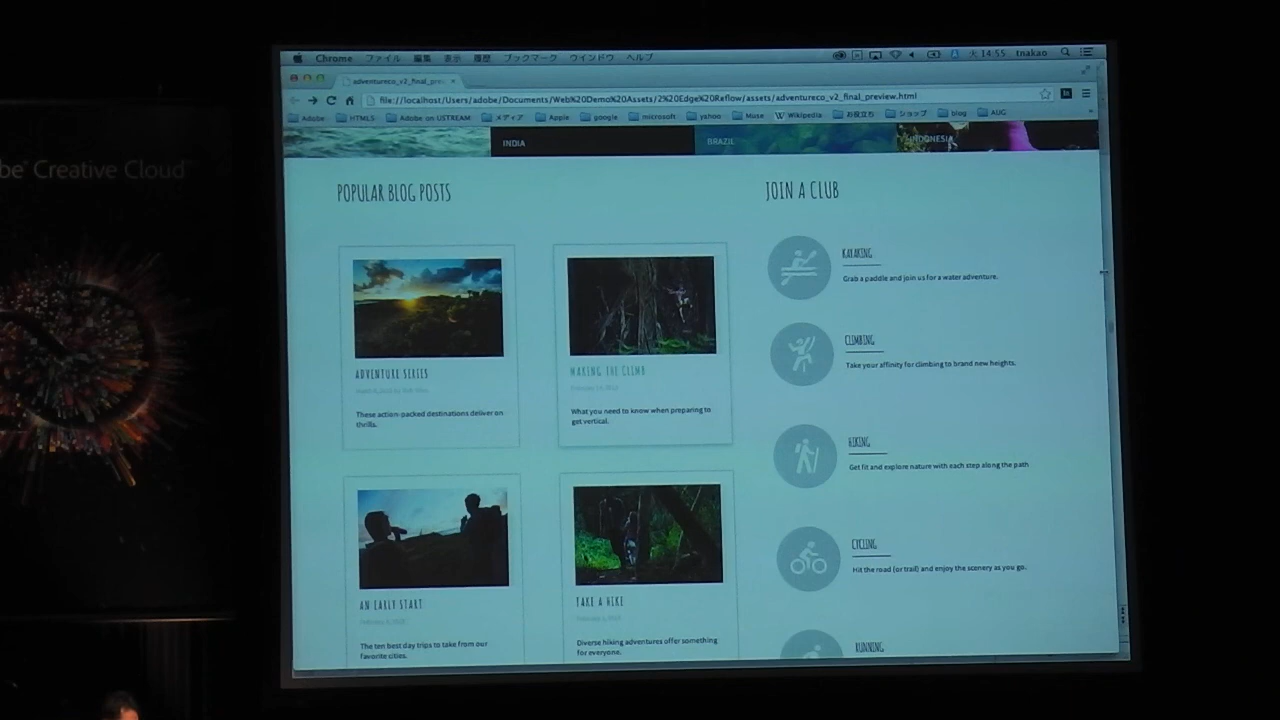 be Creative Cloud
Chrome ファイル 編集 表示 履歴 ブックマーク ウインドウ ヘルプ 火 14:55 tnakao
adventureco_v2_final_prev
file://localhost/Users/adobe/Documents/Web%20Demo%20Assets/2%20Edge%20Reflow/assets/adventureco_v2_final_preview.html
Adobe HTML5 Adobe on USTREAM メディア Apple google microsoft yahoo Muse Wikipedia お役立ち ショップ blog AUG
INDIA BRAZIL INDONESIA
POPULAR BLOG POSTS
JOIN A CLUB
KAYAKING
Grab a paddle and join us for a water adventure.
CLIMBING
Take your affinity for climbing to brand new heights.
HIKING
Get fit and explore nature with each step along the path
CYCLING
Hit the road (or trail) and enjoy the scenery as you go.
RUNNING
ADVENTURE SERIES
These action-packed destinations deliver on
thrills.
MAKING THE CLIMB
What you need to know when preparing to
get vertical.
AN EARLY START
The ten best day trips to take from our
favorite cities.
TAKE A HIKE
Diverse hiking adventures offer something
for everyone.